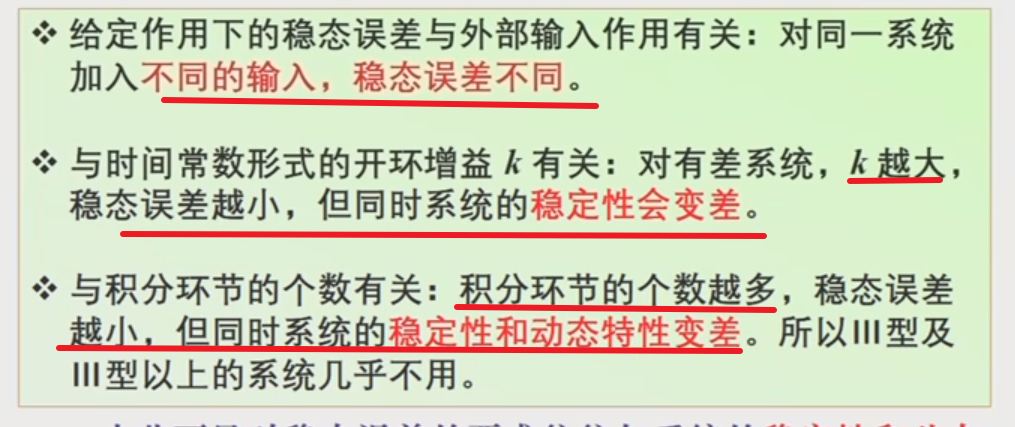 ❖ 给定作用下的稳态误差与外部输入作用有关：对同一系统
加入不同的输入，稳态误差不同。
❖ 与时间常数形式的开环增益 k 有关：对有差系统，k 越大，
稳态误差越小，但同时系统的稳定性会变差。
❖ 与积分环节的个数有关：积分环节的个数越多，稳态误差
越小，但同时系统的稳定性和动态特性变差。所以III型及
III型以上的系统几乎不用。